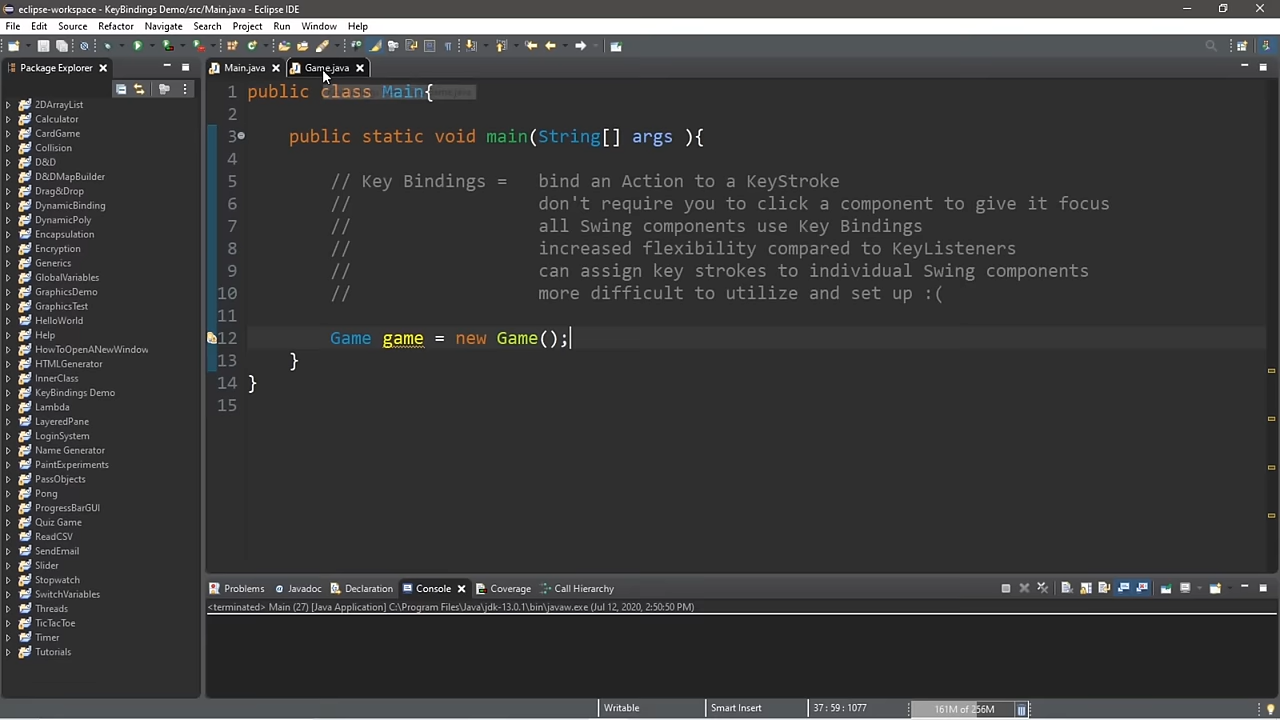 eclipse-workspace - KeyBindings Demo/src/Main.java - Eclipse IDE
File Edit Source Refactor Navigate Search Project Run Window Help
Package Explorer
Main.java
Game.java
2DArrayList
Calculator
CardGame
Collision
D&D
D&DMapBuilder
Drag&Drop
DynamicBinding
DynamicPoly
Encapsulation
Encryption
Generics
GlobalVariables
GraphicsDemo
GraphicsTest
HelloWorld
Help
HowToOpenANewWindow
HTMLGenerator
InnerClass
KeyBindings Demo
Lambda
LayeredPane
LoginSystem
Name Generator
PaintExperiments
PassObjects
Pong
ProgressBarGUI
Quiz Game
ReadCSV
SendEmail
Slider
Stopwatch
SwitchVariables
Threads
TicTacToe
Timer
Tutorials
1 public class Main{
2
3 public static void main(String[] args ){
4
5 // Key Bindings = bind an Action to a KeyStroke
6 // don't require you to click a component to give it focus
7 // all Swing components use Key Bindings
8 // increased flexibility compared to KeyListeners
9 // can assign key strokes to individual Swing components
10 // more difficult to utilize and set up :(
11
12 Game game = new Game();
13 }
14 }
15
Problems Javadoc Declaration Console Coverage Call Hierarchy
<terminated> Main (27) [Java Application] C:\Program Files\Java\jdk-13.0.1\bin\javaw.exe (Jul 12, 2020, 2:50:50 PM)
Writable Smart Insert 37 : 59 : 1077 161M of 256M